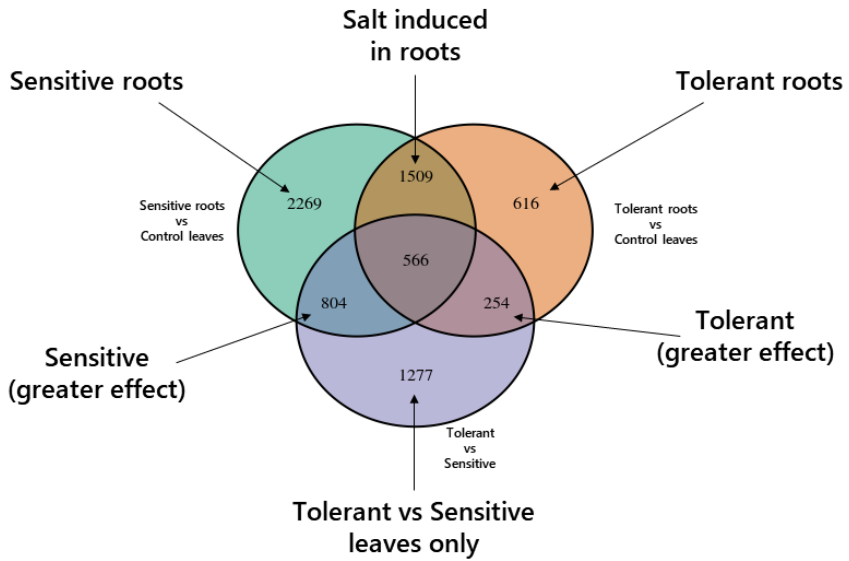 Salt induced
in roots
Sensitive roots
Tolerant roots
1509
2269
616
Sensitive roots
vs
Control leaves
Tolerant roots
vs
Control leaves
566
804
254
Sensitive
(greater effect)
Tolerant
(greater effect)
1277
Tolerant
vs
Sensitive
Tolerant vs Sensitive
leaves only